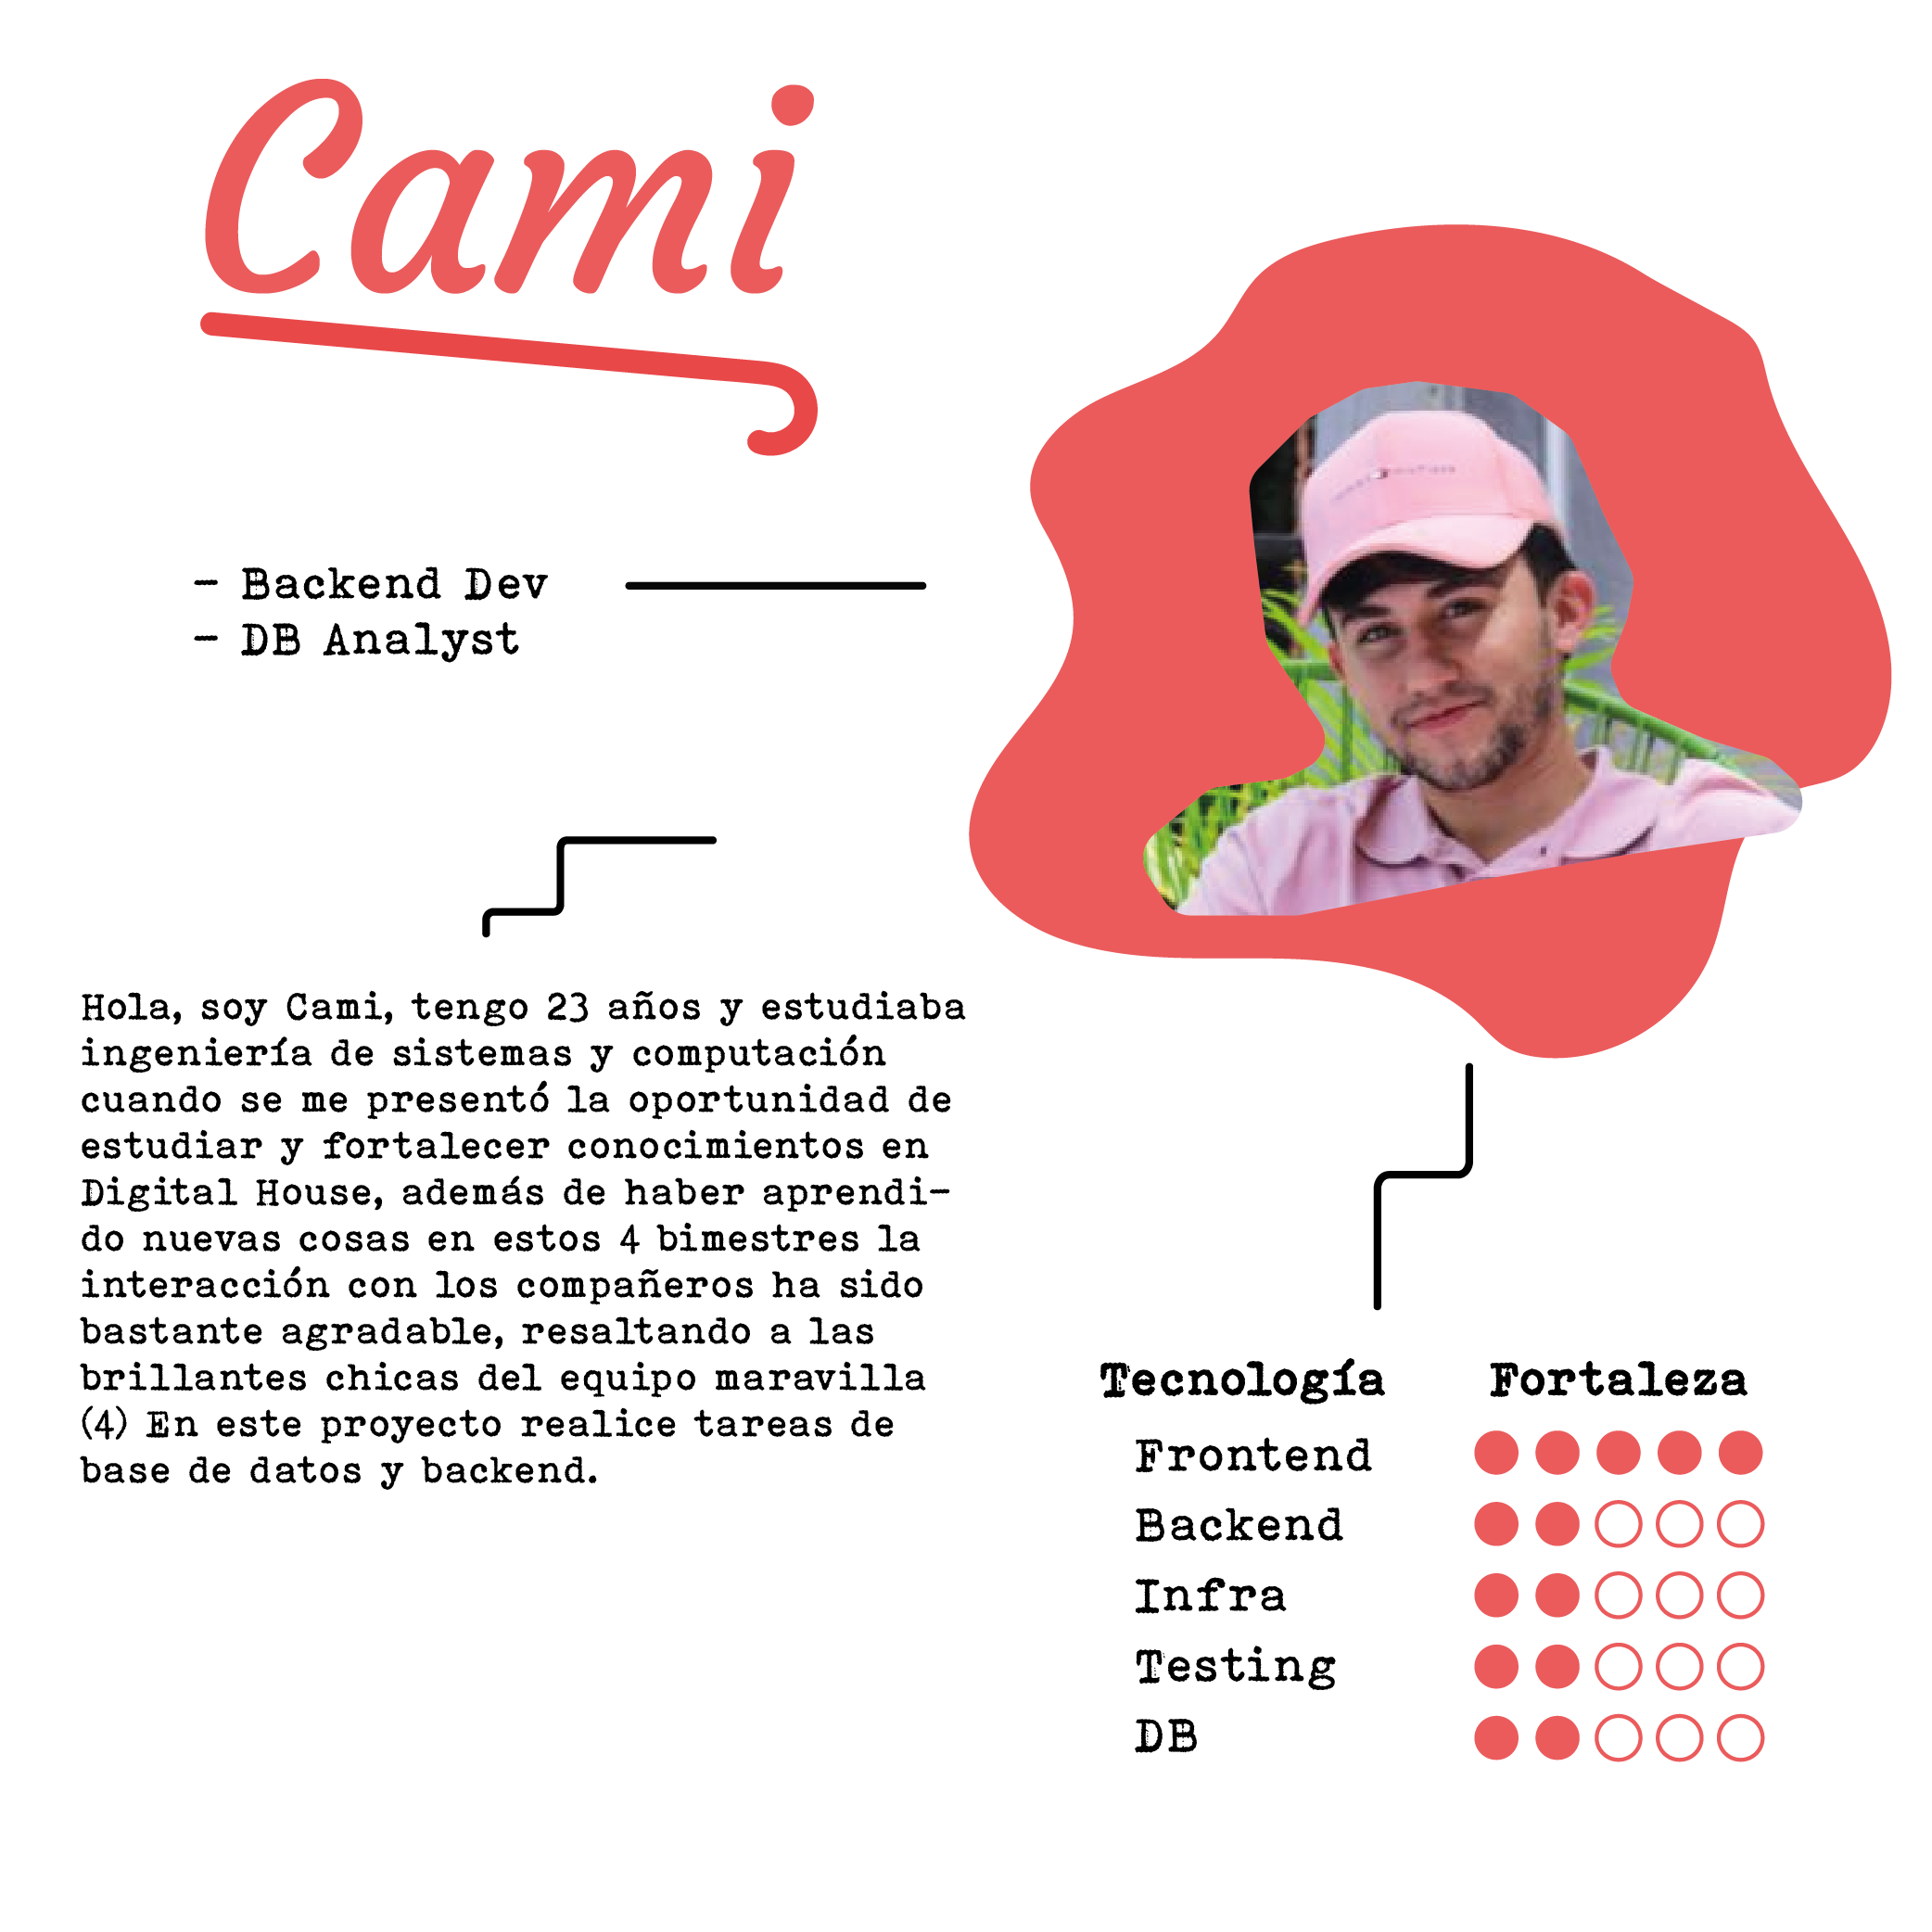 Cami
- Backend Dev
- DB Analyst
Hola, soy Cami, tengo 23 años y estudiaba
ingeniería de sistemas y computación
cuando se me presentó la oportunidad de
estudiar y fortalecer conocimientos en
Digital House, además de haber aprendi-
do nuevas cosas en estos 4 bimestres la
interacción con los compañeros ha sido
bastante agradable, resaltando a las
brillantes chicas del equipo maravilla
(4) En este proyecto realice tareas de
base de datos y backend.
Tecnología Fortaleza
Frontend
Backend
Infra
Testing
DB